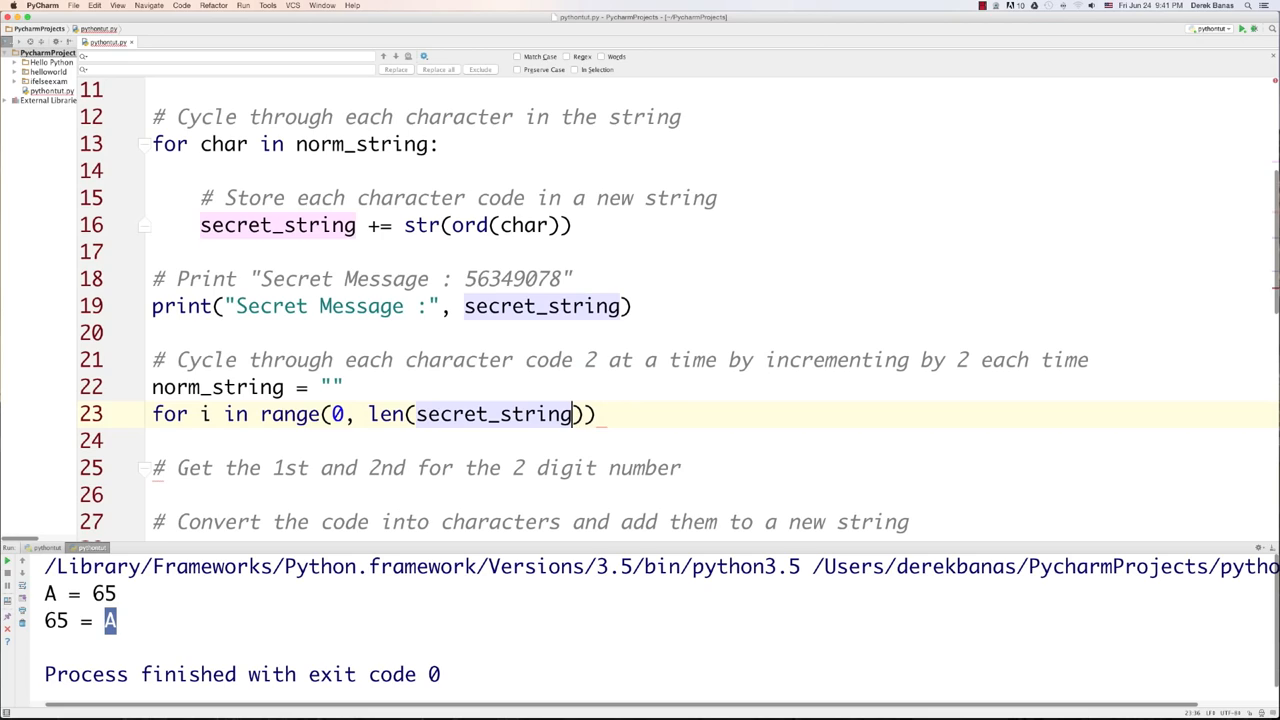 PyCharm File Edit View Navigate Code Refactor Run Tools VCS Window Help
10 Fri Jun 24 9:41 PM Derek Banas
pythontut.py - PycharmProjects - [~/PycharmProjects]
PycharmProjects pythontut.py
pythontut
pythontut.py ×
PycharmProject
Hello Python
helloworld
ifelseexam
pythontut.py
External Librarie
Match Case Regex Words
Replace Replace all Exclude Preserve Case In Selection
11
12 # Cycle through each character in the string
13 for char in norm_string:
14
15 # Store each character code in a new string
16 secret_string += str(ord(char))
17
18 # Print "Secret Message : 56349078"
19 print("Secret Message :", secret_string)
20
21 # Cycle through each character code 2 at a time by incrementing by 2 each time
22 norm_string = ""
23 for i in range(0, len(secret_string))
24
25 # Get the 1st and 2nd for the 2 digit number
26
27 # Convert the code into characters and add them to a new string
Run: pythontut pythontut
/Library/Frameworks/Python.framework/Versions/3.5/bin/python3.5 /Users/derekbanas/PycharmProjects/pytho
A = 65
65 = A
Process finished with exit code 0
23:36 LF÷ UTF-8÷